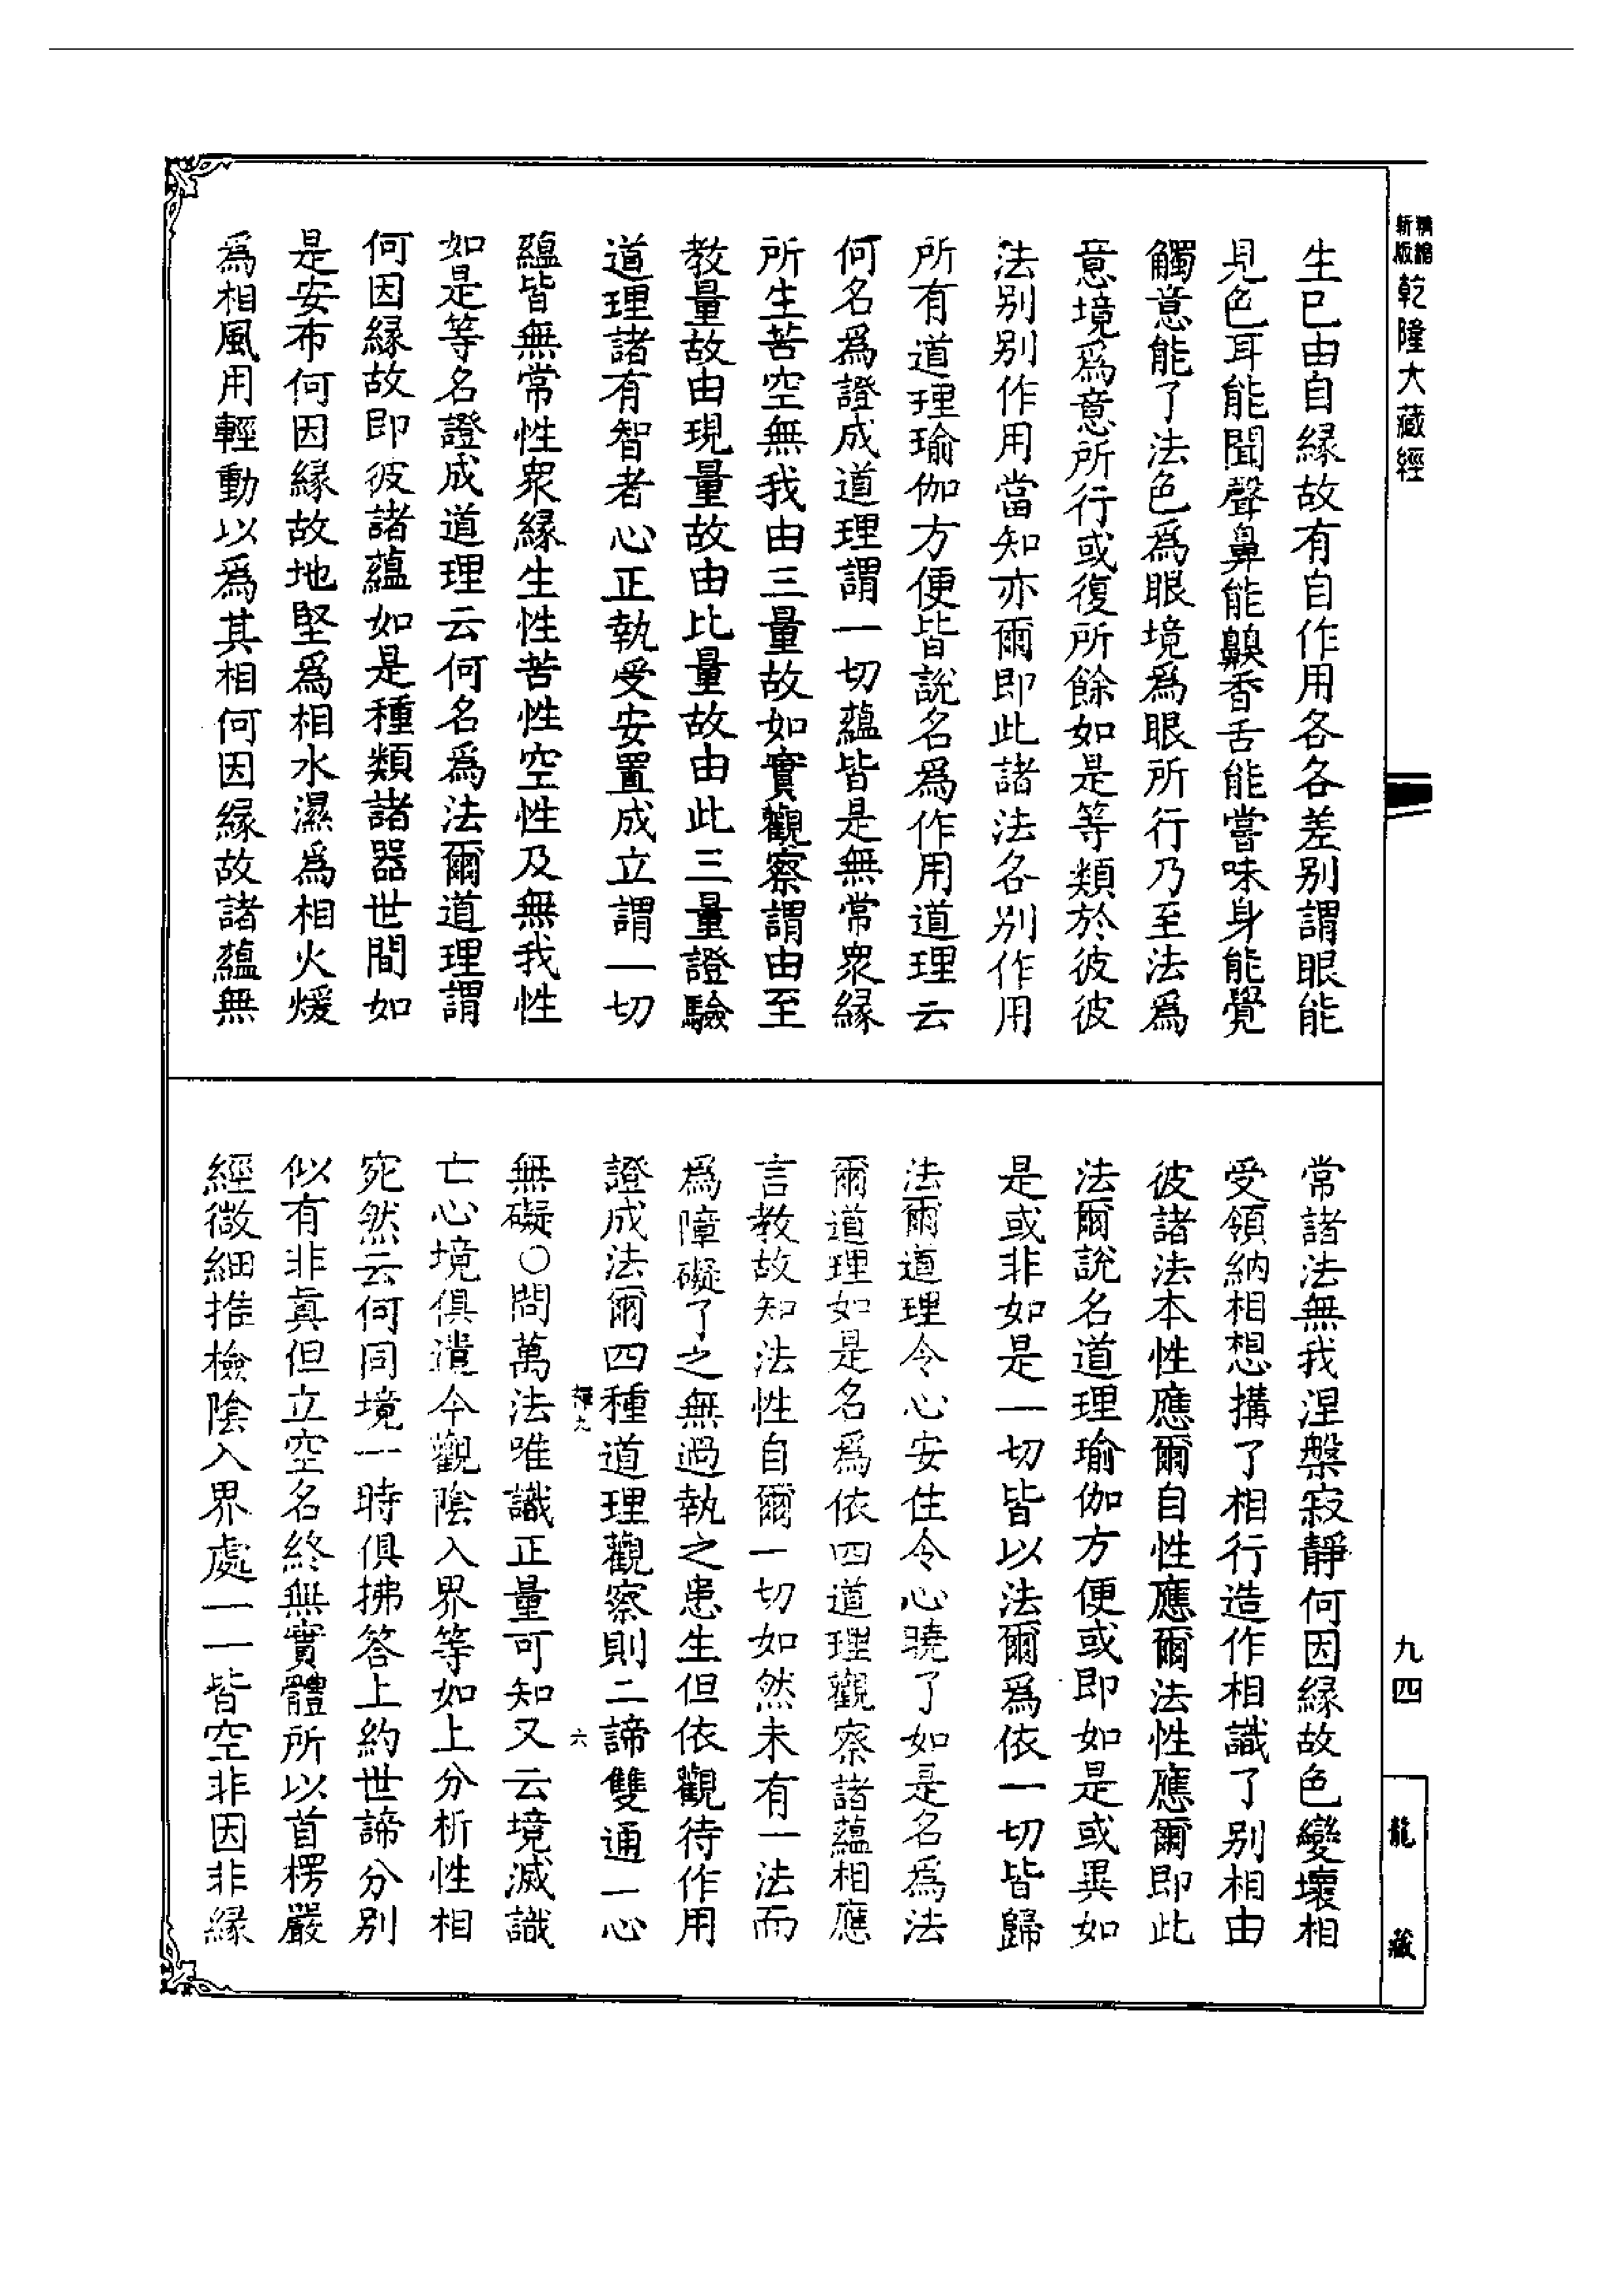 精編
新版
乾隆大藏經
生已由自緣故有自作用各各差別謂眼能
見色耳能聞聲鼻能齅香舌能嘗味身能覺
觸意能了法色爲眼境爲眼所行乃至法爲
意境爲意所行或復所餘如是等類於彼彼
法别别作用當知亦爾即此諸法各别作用
所有道理瑜伽方便皆說名爲作用道理云
何名爲證成道理謂一切蘊皆是無常衆緣
所生苦空無我由三量故如實觀察謂由至
教量故由現量故由比量故由此三量證驗
道理諸有智者心正執受安置成立謂一切
蘊皆無常性衆緣生性苦性空性及無我性
如是等名證成道理云何名爲法爾道理謂
何因緣故即彼諸蘊如是種類諸器世間如
是安布何因緣故地堅爲相水濕爲相火煖
爲相風用輕動以爲其相何因緣故諸蘊無
常諸法無我涅槃寂靜何因緣故色變壞相
受領納相想搆了相行造作相識了别相由
彼諸法本性應爾自性應爾法性應爾即此
法爾說名道理瑜伽方便或即如是或異如
是或非如是一切皆以法爾爲依一切皆歸
法爾道理令心安住令心曉了如是名爲法
爾道理如是名爲依四道理觀察諸蘊相應
言教故知法性自爾一切如然未有一法而
爲障礙了之無過執之患生但依觀待作用
證成法爾四種道理觀察則二諦雙通一心
六
無礙○問萬法唯識正量可知又云境滅識
亡心境俱遣今觀陰入界等如上分析性相
宛然云何同境一時俱拂答上約世諦分別
似有非眞但立空名終無實體所以首楞嚴
經微細推檢陰入界處一一皆空非因非緣
九四
龍藏